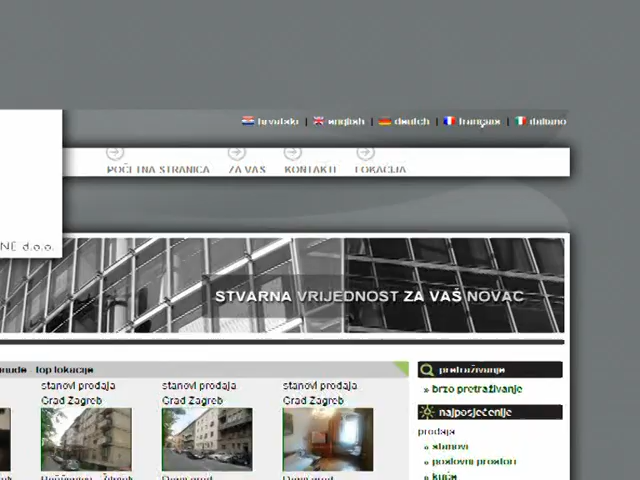 hrvatski | english | deutch | français | italiano
POČETNA STRANICA ZA VAS KONTAKTI LOKACIJA
NE d.o.o.
STVARNA VRIJEDNOST ZA VAŠ NOVAC
top lokacije
pretraživanje
» brzo pretraživanje
stanovi prodaja stanovi prodaja stanovi prodaja
Grad Zagreb Grad Zagreb Grad Zagreb
najposjećenije
prodaja
» stanovi
» poslovni prostori
» kuće